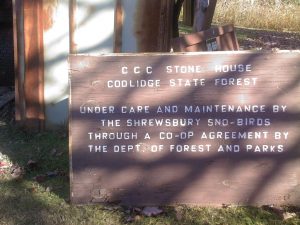 C C C STONE HOUSE
COOLIDGE STATE FOREST
UNDER CARE AND MAINTENANCE BY
THE SHREWSBURY SNO-BIRDS
THROUGH A CO-OP AGREEMENT BY
THE DEPT. OF FOREST AND PARKS